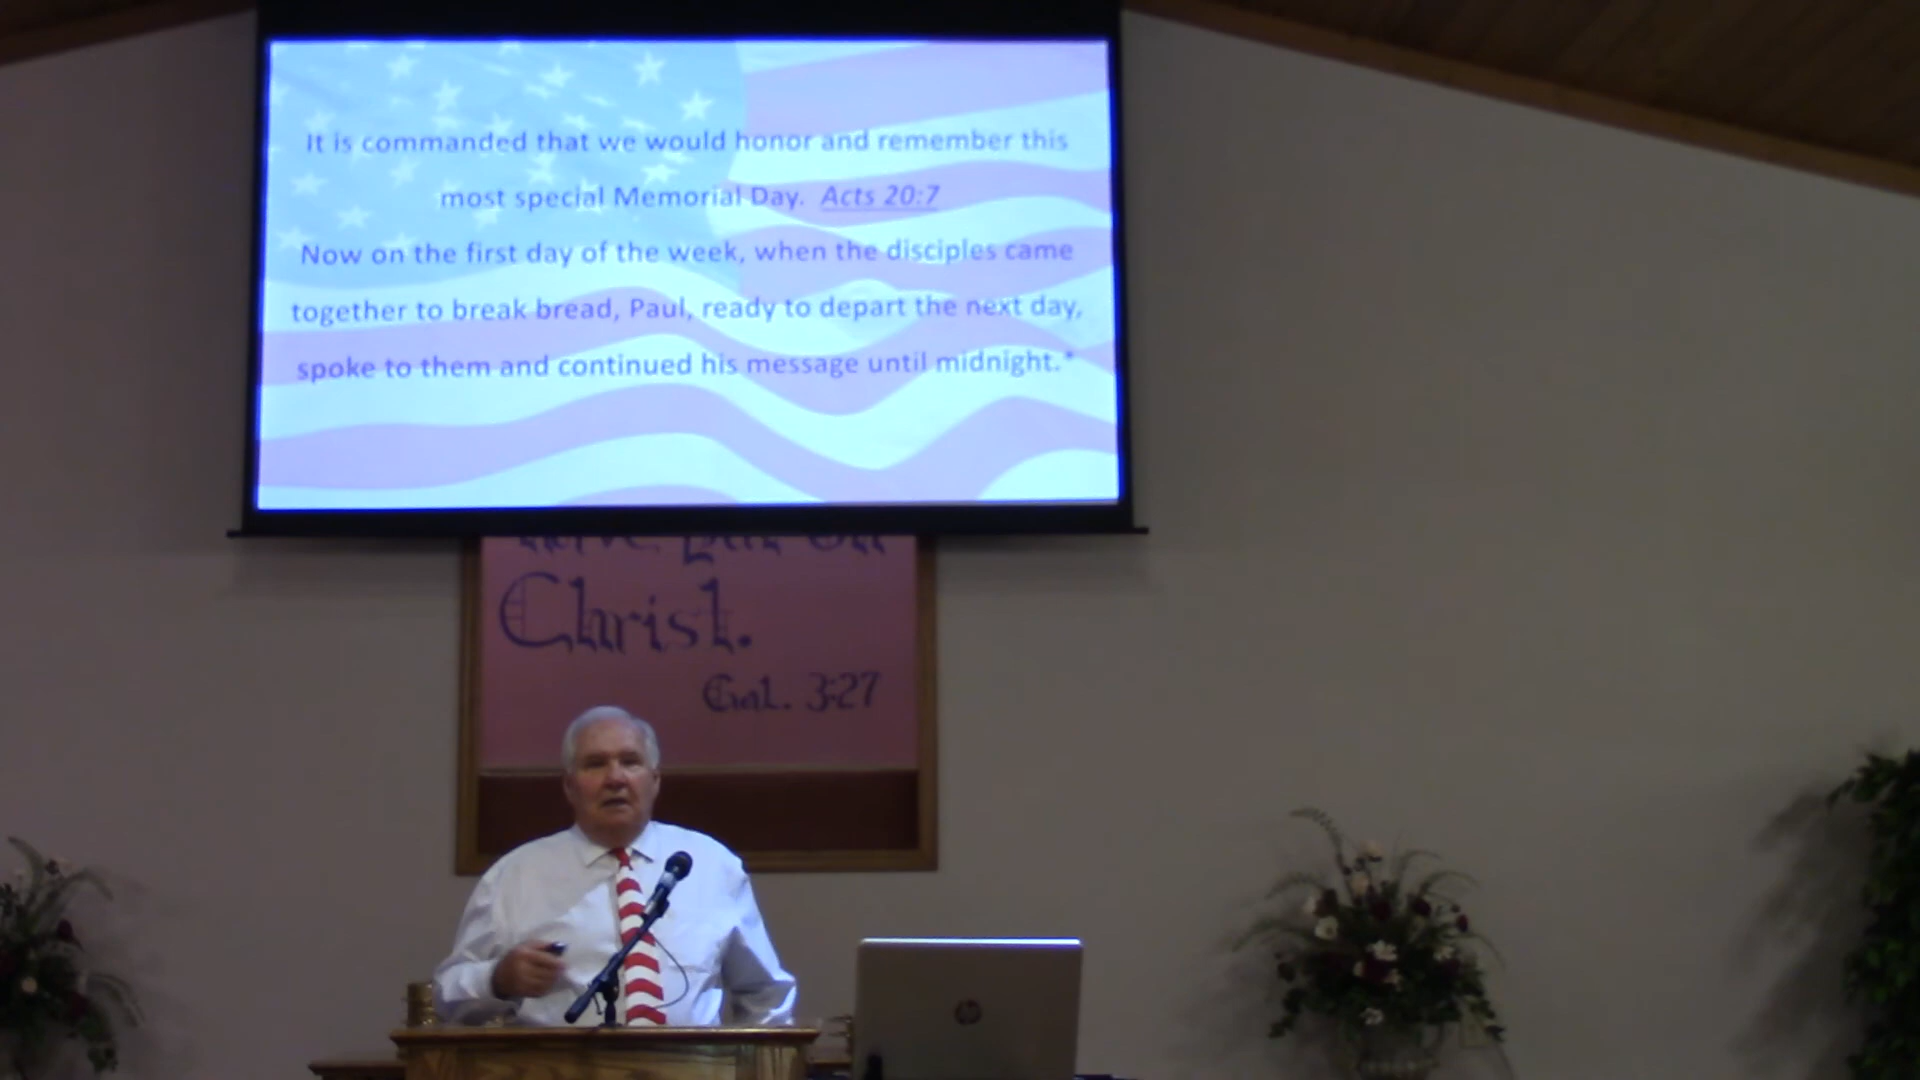 It is commanded that we would honor and remember this
most special Memorial Day. Acts 20:7
Now on the first day of the week, when the disciples came
together to break bread, Paul, ready to depart the next day,
spoke to them and continued his message until midnight.*
Christ.
Gal. 3:27
hp